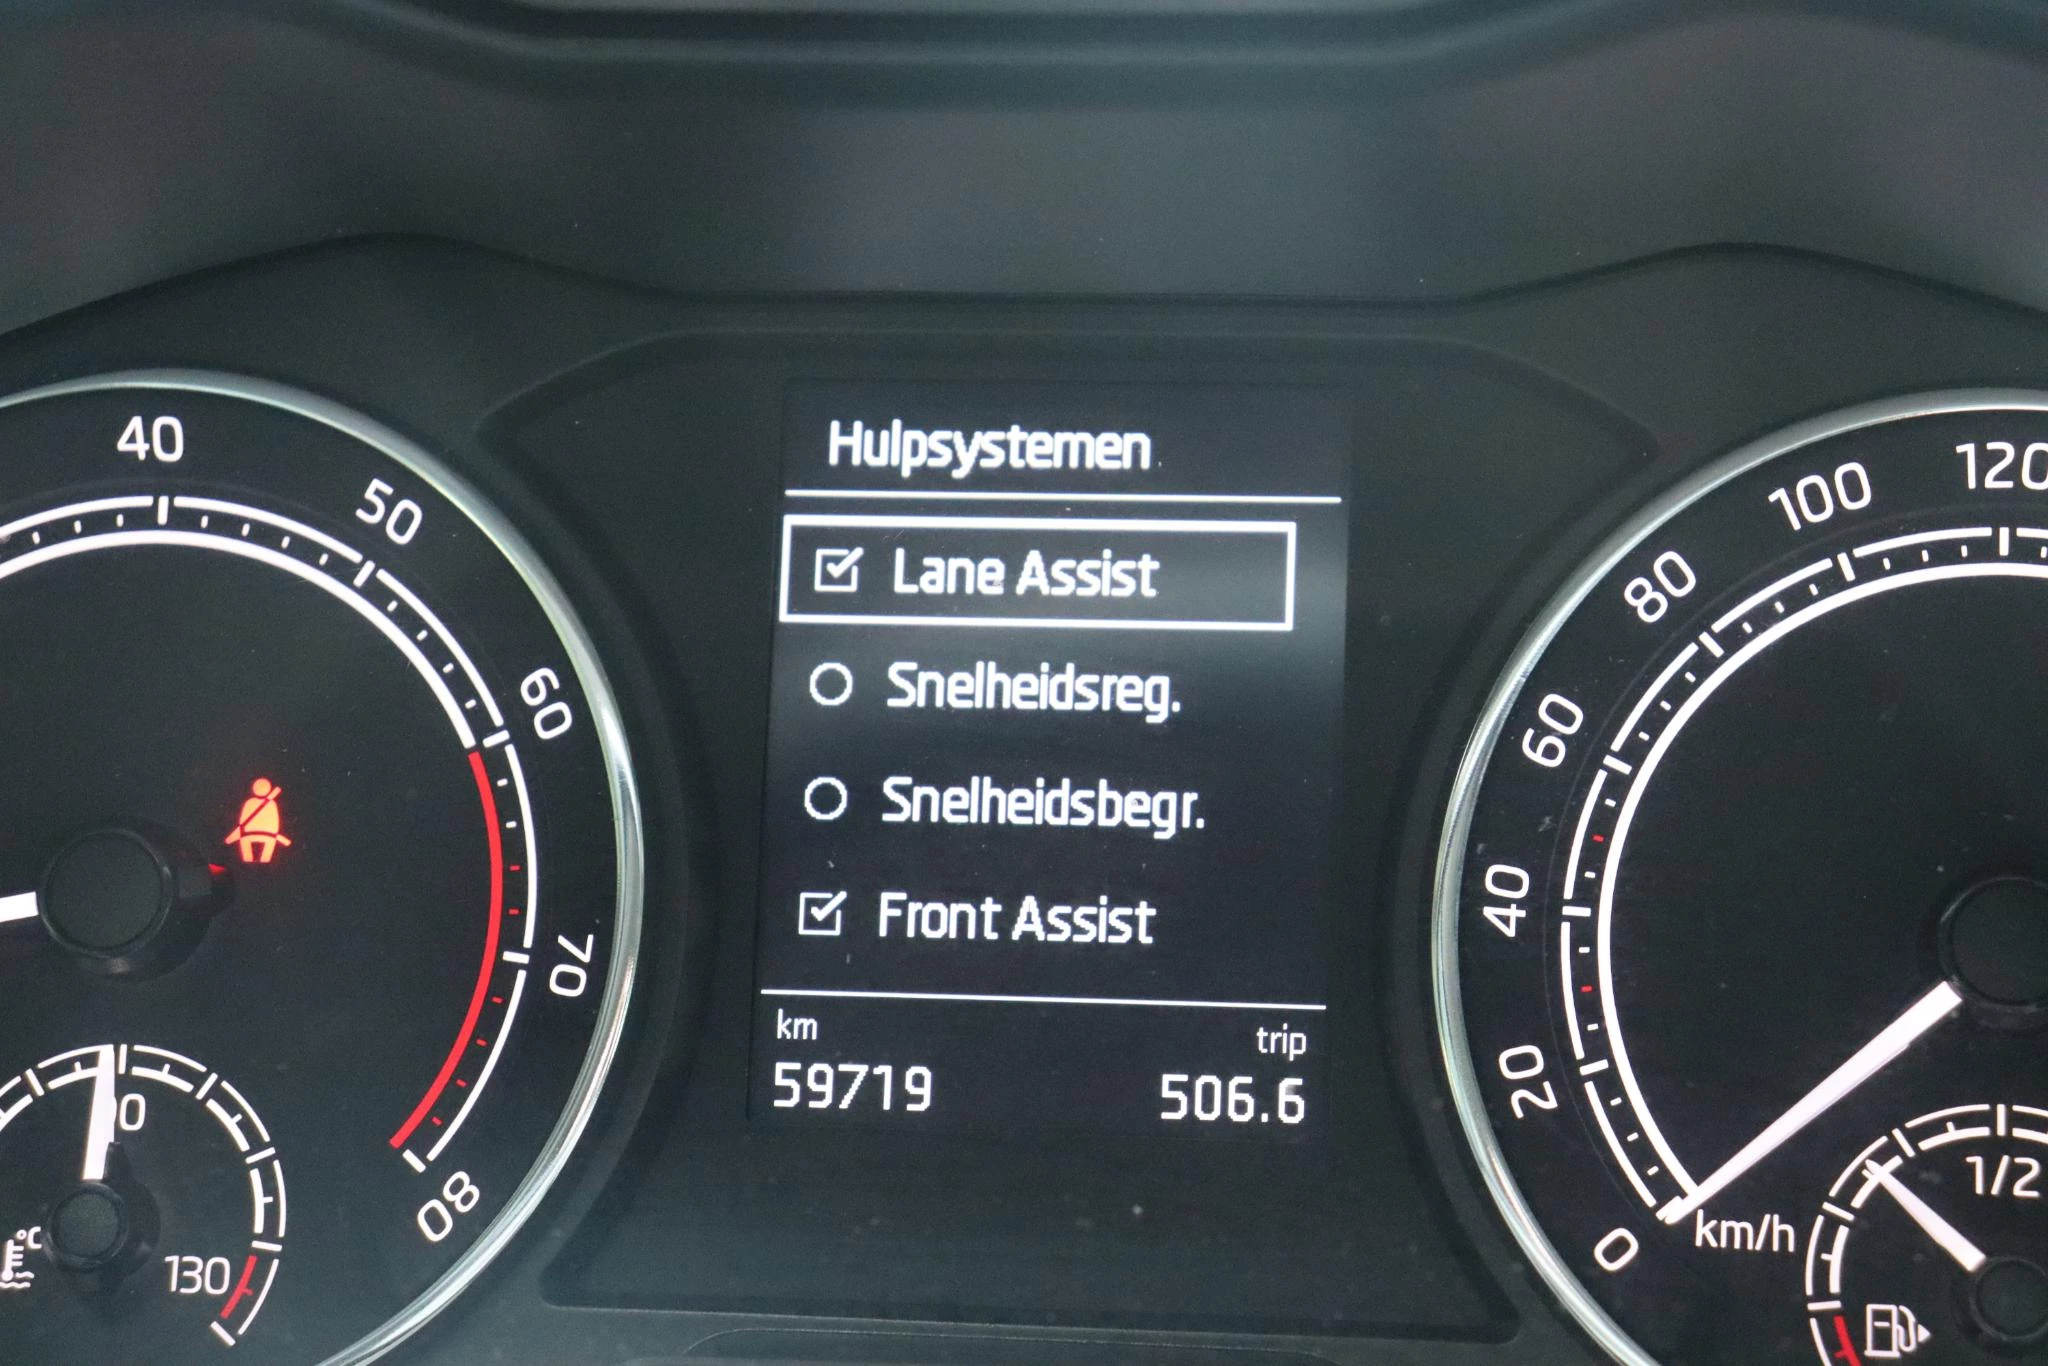 Hulpsystemen
Lane Assist
Snelheidsreg.
Snelheidsbegr.
Front Assist
km
trip
59719
506.6
40
50
60
70
80
130
°C
120
100
80
60
40
20
0
km/h
1/2